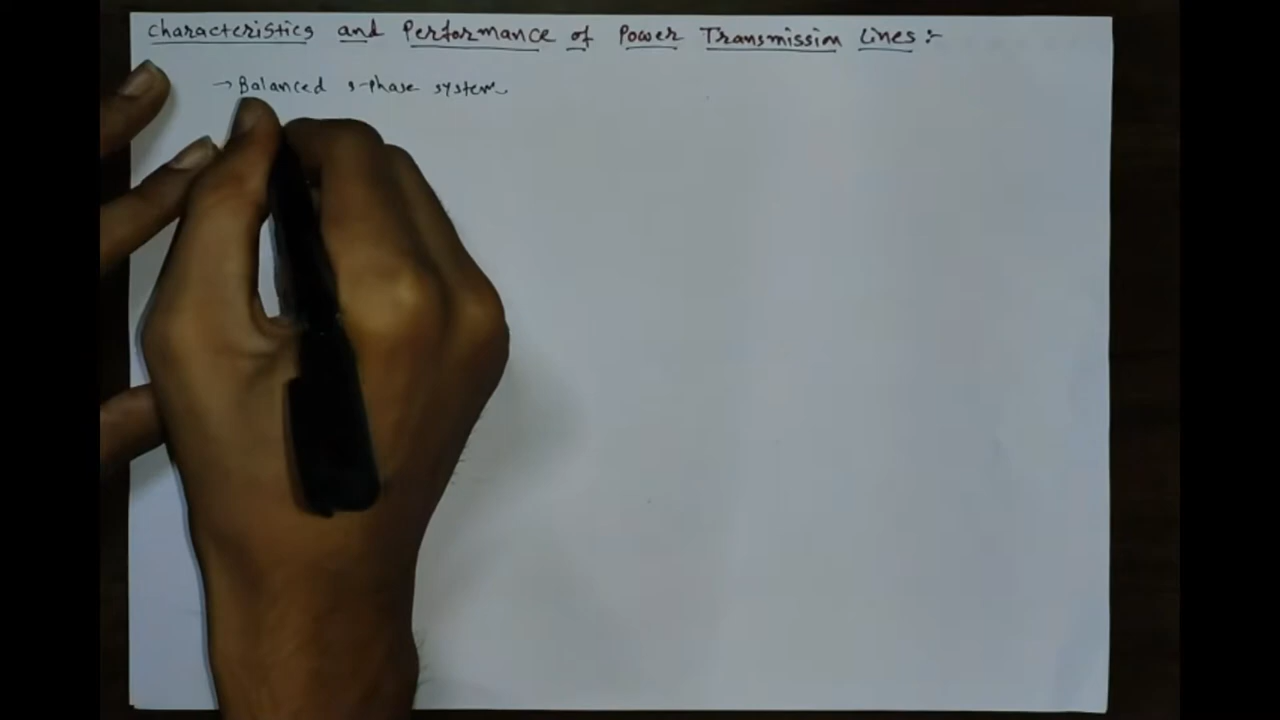 Characteristics and Performance of Power Transmission Lines :-
→ Balanced 3-phase system